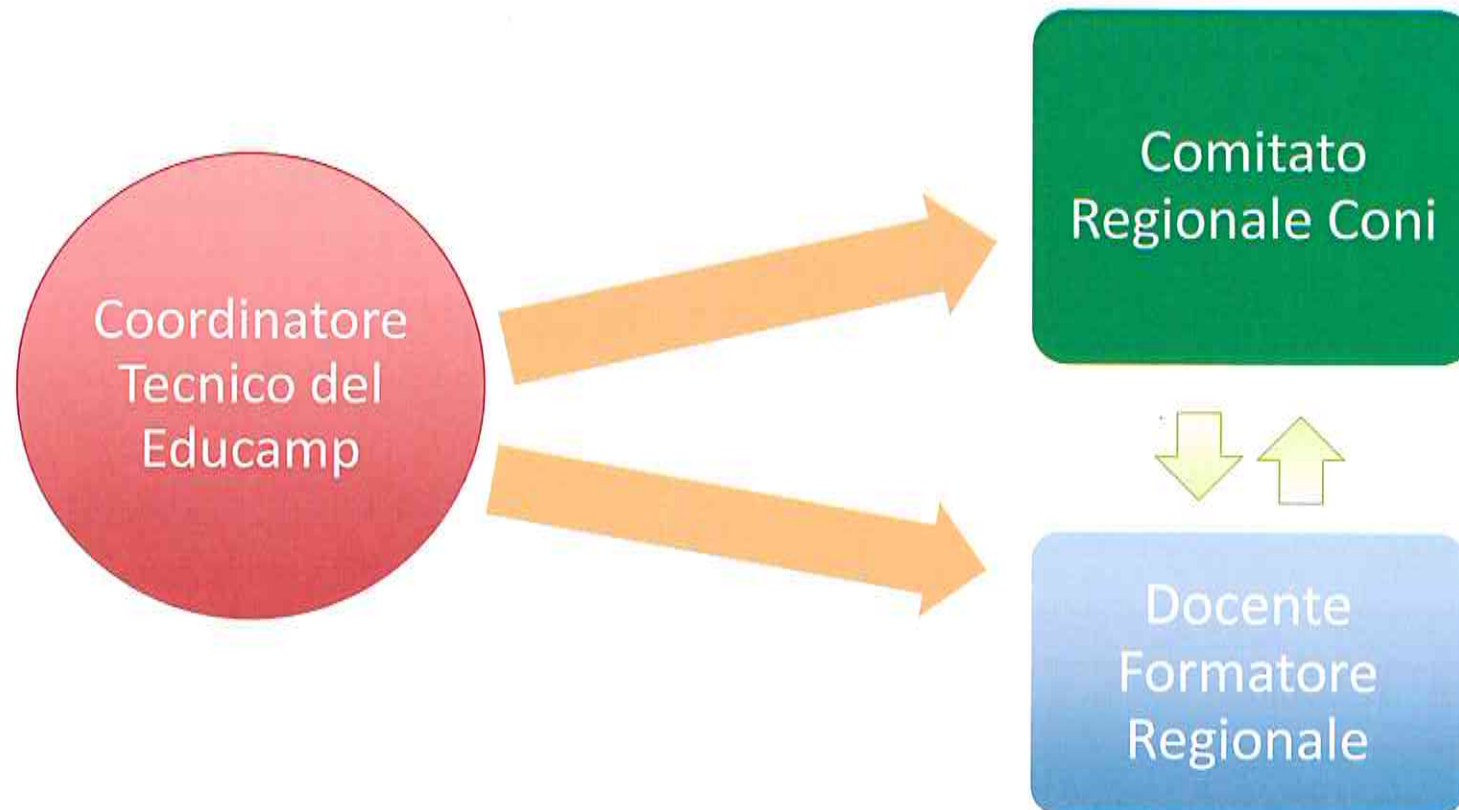 Coordinatore
Tecnico del
Educamp
Comitato
Regionale Coni
Docente
Formatore
Regionale